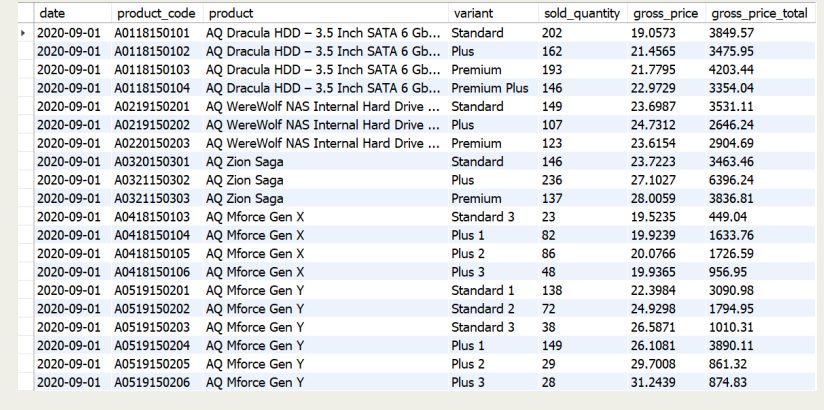 date product_code product variant sold_quantity gross_price gross_price_total
2020-09-01 A0118150101 AQ Dracula HDD – 3.5 Inch SATA 6 Gb... Standard 202 19.0573 3849.57
2020-09-01 A0118150102 AQ Dracula HDD – 3.5 Inch SATA 6 Gb... Plus 162 21.4565 3475.95
2020-09-01 A0118150103 AQ Dracula HDD – 3.5 Inch SATA 6 Gb... Premium 193 21.7795 4203.44
2020-09-01 A0118150104 AQ Dracula HDD – 3.5 Inch SATA 6 Gb... Premium Plus 146 22.9729 3354.04
2020-09-01 A0219150201 AQ WereWolf NAS Internal Hard Drive ... Standard 149 23.6987 3531.11
2020-09-01 A0219150202 AQ WereWolf NAS Internal Hard Drive ... Plus 107 24.7312 2646.24
2020-09-01 A0220150203 AQ WereWolf NAS Internal Hard Drive ... Premium 123 23.6154 2904.69
2020-09-01 A0320150301 AQ Zion Saga Standard 146 23.7223 3463.46
2020-09-01 A0321150302 AQ Zion Saga Plus 236 27.1027 6396.24
2020-09-01 A0321150303 AQ Zion Saga Premium 137 28.0059 3836.81
2020-09-01 A0418150103 AQ Mforce Gen X Standard 3 23 19.5235 449.04
2020-09-01 A0418150104 AQ Mforce Gen X Plus 1 82 19.9239 1633.76
2020-09-01 A0418150105 AQ Mforce Gen X Plus 2 86 20.0766 1726.59
2020-09-01 A0418150106 AQ Mforce Gen X Plus 3 48 19.9365 956.95
2020-09-01 A0519150201 AQ Mforce Gen Y Standard 1 138 22.3984 3090.98
2020-09-01 A0519150202 AQ Mforce Gen Y Standard 2 72 24.9298 1794.95
2020-09-01 A0519150203 AQ Mforce Gen Y Standard 3 38 26.5871 1010.31
2020-09-01 A0519150204 AQ Mforce Gen Y Plus 1 149 26.1081 3890.11
2020-09-01 A0519150205 AQ Mforce Gen Y Plus 2 29 29.7008 861.32
2020-09-01 A0519150206 AQ Mforce Gen Y Plus 3 28 31.2439 874.83